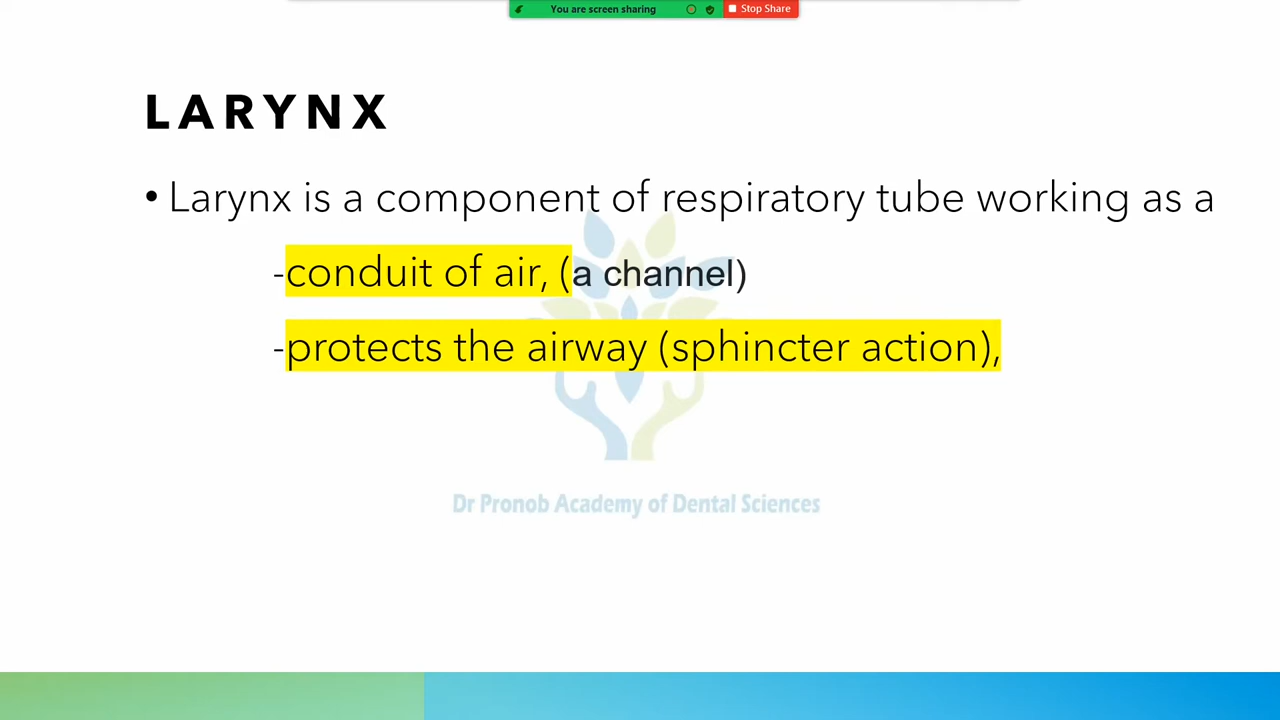 You are screen sharing
Stop Share
LARYNX
• Larynx is a component of respiratory tube working as a
-conduit of air, (a channel)
-protects the airway (sphincter action),
Dr Pronob Academy of Dental Sciences